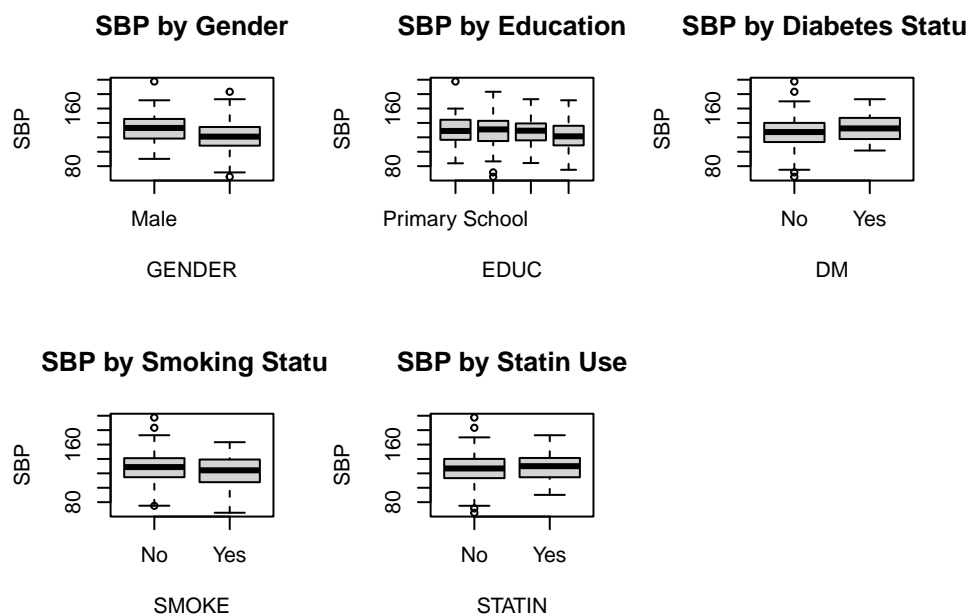 SBP by Gender
SBP
160
80
Male
GENDER
SBP by Education
SBP
160
80
Primary School
EDUC
SBP by Diabetes Statu
SBP
160
80
No Yes
DM
SBP by Smoking Statu
SBP
160
80
No Yes
SMOKE
SBP by Statin Use
SBP
160
80
No Yes
STATIN